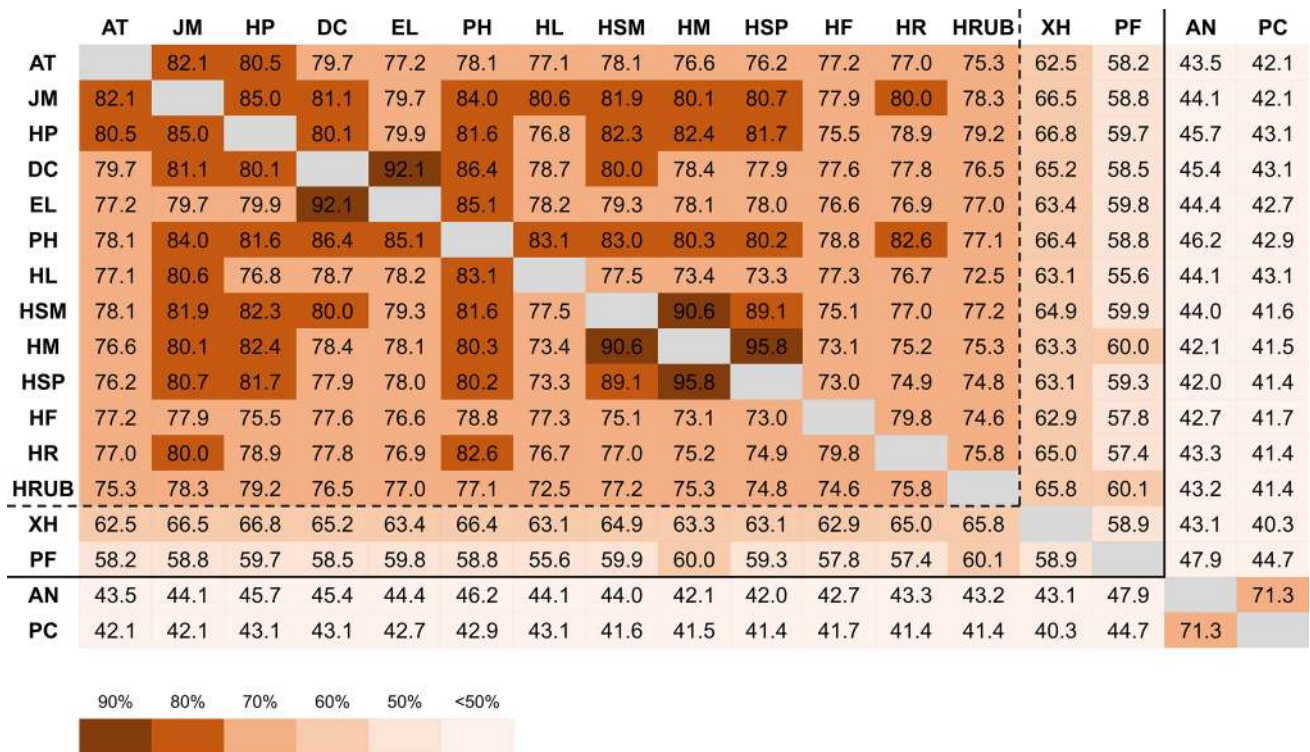 AT JM HP DC EL PH HL HSM HM HSP HF HR HRUB XH PF AN PC
AT 82.1 80.5 79.7 77.2 78.1 77.1 78.1 76.6 76.2 77.2 77.0 75.3 62.5 58.2 43.5 42.1
JM 82.1 85.0 81.1 79.7 84.0 80.6 81.9 80.1 80.7 77.9 80.0 78.3 66.5 58.8 44.1 42.1
HP 80.5 85.0 80.1 79.9 81.6 76.8 82.3 82.4 81.7 75.5 78.9 79.2 66.8 59.7 45.7 43.1
DC 79.7 81.1 80.1 92.1 86.4 78.7 80.0 78.4 77.9 77.6 77.8 76.5 65.2 58.5 45.4 43.1
EL 77.2 79.7 79.9 92.1 85.1 78.2 79.3 78.1 78.0 76.6 76.9 77.0 63.4 59.8 44.4 42.7
PH 78.1 84.0 81.6 86.4 85.1 83.1 83.0 80.3 80.2 78.8 82.6 77.1 66.4 58.8 46.2 42.9
HL 77.1 80.6 76.8 78.7 78.2 83.1 77.5 73.4 73.3 77.3 76.7 72.5 63.1 55.6 44.1 43.1
HSM 78.1 81.9 82.3 80.0 79.3 81.6 77.5 90.6 89.1 75.1 77.0 77.2 64.9 59.9 44.0 41.6
HM 76.6 80.1 82.4 78.4 78.1 80.3 73.4 90.6 95.8 73.1 75.2 75.3 63.3 60.0 42.1 41.5
HSP 76.2 80.7 81.7 77.9 78.0 80.2 73.3 89.1 95.8 73.0 74.9 74.8 63.1 59.3 42.0 41.4
HF 77.2 77.9 75.5 77.6 76.6 78.8 77.3 75.1 73.1 73.0 79.8 74.6 62.9 57.8 42.7 41.7
HR 77.0 80.0 78.9 77.8 76.9 82.6 76.7 77.0 75.2 74.9 79.8 75.8 65.0 57.4 43.3 41.4
HRUB 75.3 78.3 79.2 76.5 77.0 77.1 72.5 77.2 75.3 74.8 74.6 75.8 65.8 60.1 43.2 41.4
XH 62.5 66.5 66.8 65.2 63.4 66.4 63.1 64.9 63.3 63.1 62.9 65.0 65.8 58.9 43.1 40.3
PF 58.2 58.8 59.7 58.5 59.8 58.8 55.6 59.9 60.0 59.3 57.8 57.4 60.1 58.9 47.9 44.7
AN 43.5 44.1 45.7 45.4 44.4 46.2 44.1 44.0 42.1 42.0 42.7 43.3 43.2 43.1 47.9 71.3
PC 42.1 42.1 43.1 43.1 42.7 42.9 43.1 41.6 41.5 41.4 41.7 41.4 41.4 40.3 44.7 71.3
90% 80% 70% 60% 50% <50%